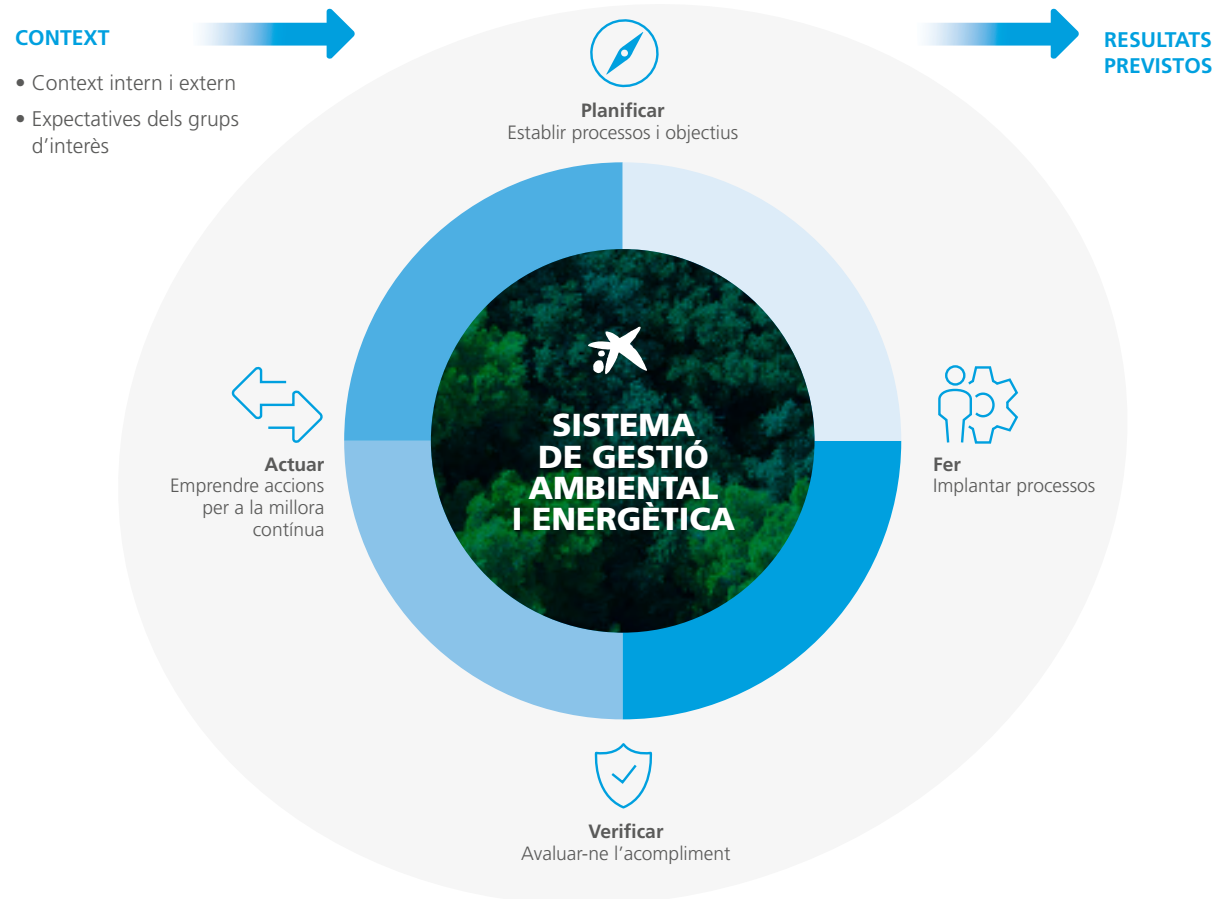 CONTEXT
• Context intern i extern
• Expectatives dels grups
d’interès
RESULTATS
PREVISTOS
Planificar
Establir processos i objectius
SISTEMA
DE GESTIÓ
AMBIENTAL
I ENERGÈTICA
Actuar
Emprendre accions
per a la millora
contínua
Fer
Implantar processos
Verificar
Avaluar-ne l’acompliment